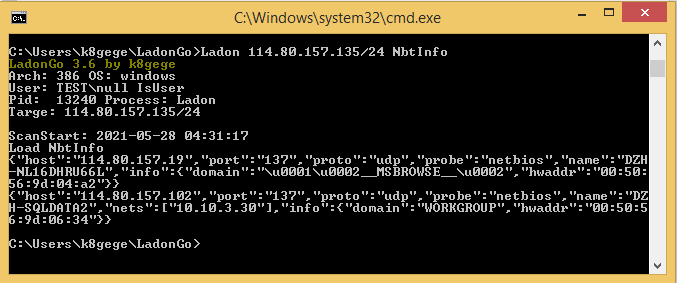 C:\Windows\system32\cmd.exe
C:\Users\k8gege\LadonGo>Ladon 114.80.157.135/24 NbtInfo
LadonGo 3.6 by k8gege
Arch: 386 OS: windows
User: TEST\null IsUser
Pid:  13240 Process: Ladon
Targe: 114.80.157.135/24
ScanStart: 2021-05-28 04:31:17
Load NbtInfo
{"host":"114.80.157.19","port":"137","proto":"udp","probe":"netbios","name":"DZH
-NL16DHRU66L","info":{"domain":"\u0001\u0002__MSBROWSE__\u0002","hwaddr":"00:50:
56:9d:04:a2"}}
{"host":"114.80.157.102","port":"137","proto":"udp","probe":"netbios","name":"DZ
H-SQLDATA2","nets":["10.10.3.30"],"info":{"domain":"WORKGROUP","hwaddr":"00:50:5
6:9d:06:34"}}
C:\Users\k8gege\LadonGo>